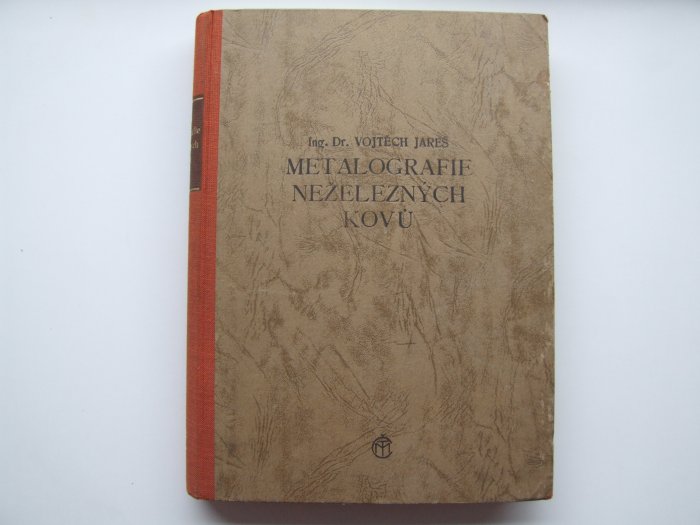 Ing. Dr. VOJTĚCH JAREŠ
METALOGRAFIE
NEŽELEZNÝCH
KOVŮ